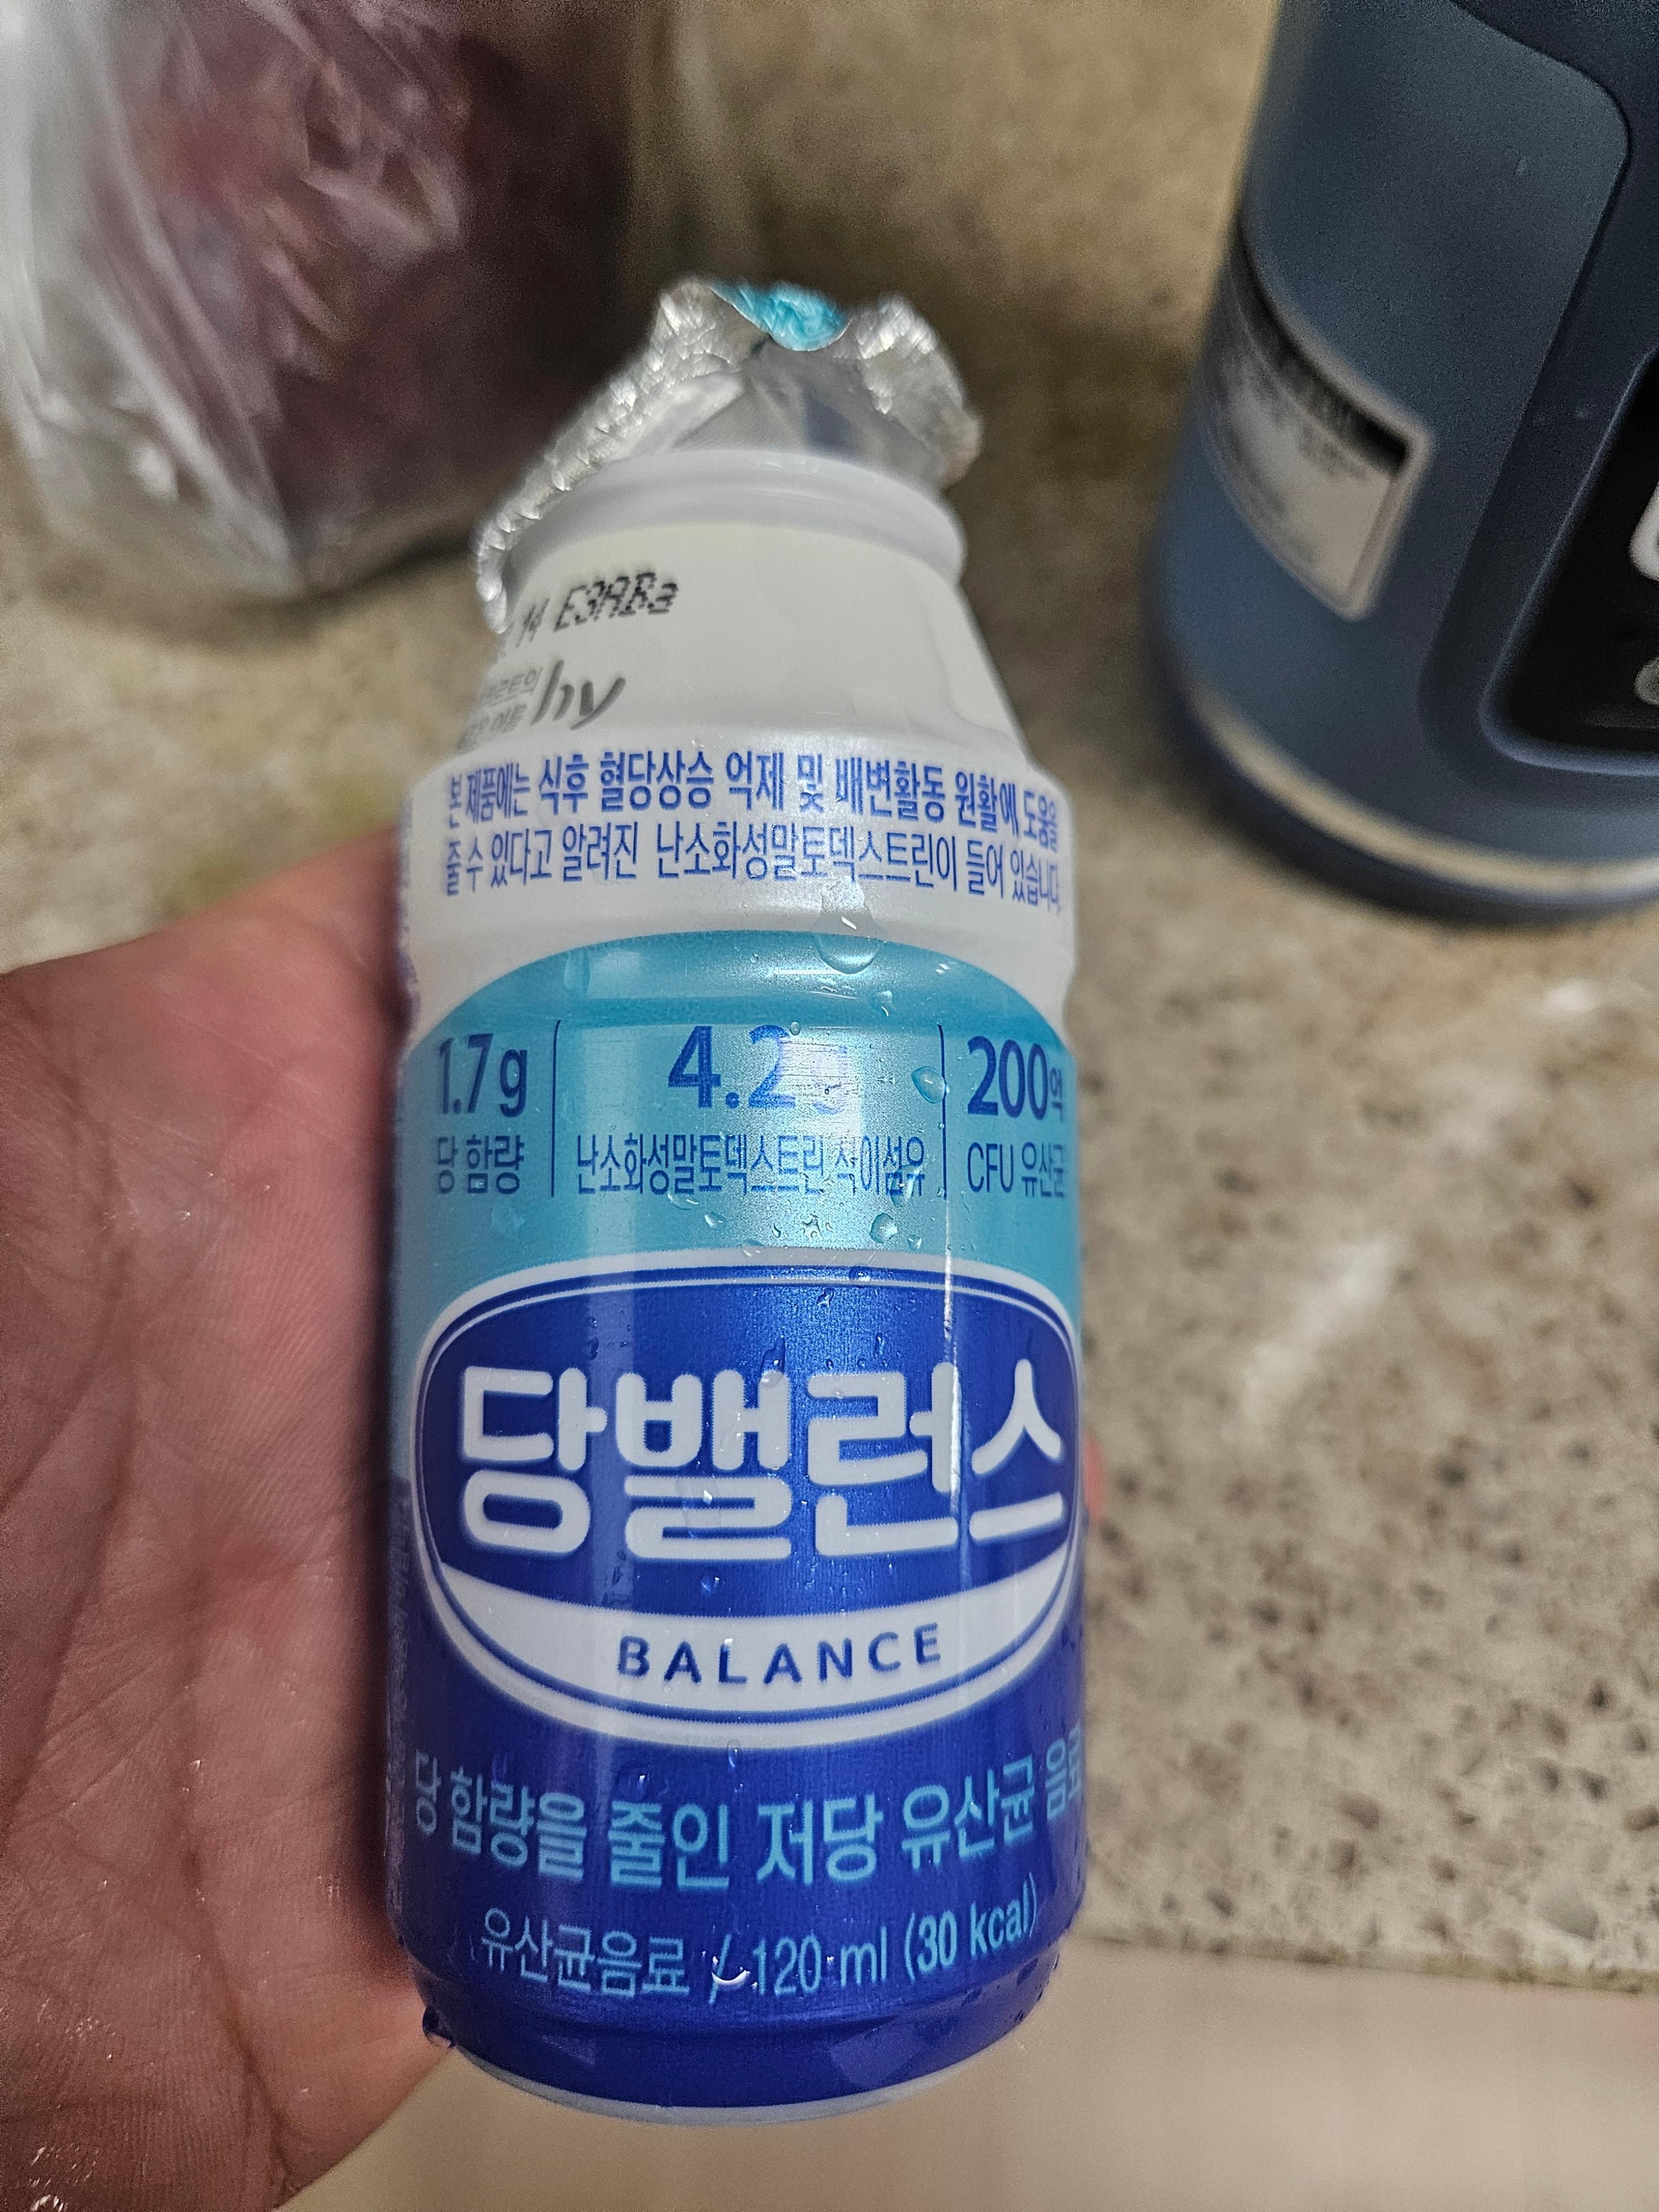 14 E3ABa
hy
본 제품에는 식후 혈당상승 억제 및 배변활동 원활에 도움을
줄 수 있다고 알려진 난소화성말토덱스트린이 들어 있습니다.
1.7g
당 함량
4.2g
난소화성말토덱스트린 식이섬유
200억
CFU 유산균
당밸런스
BALANCE
당 함량을 줄인 저당 유산균 음료
유산균음료 / 120 ml (30 kcal)